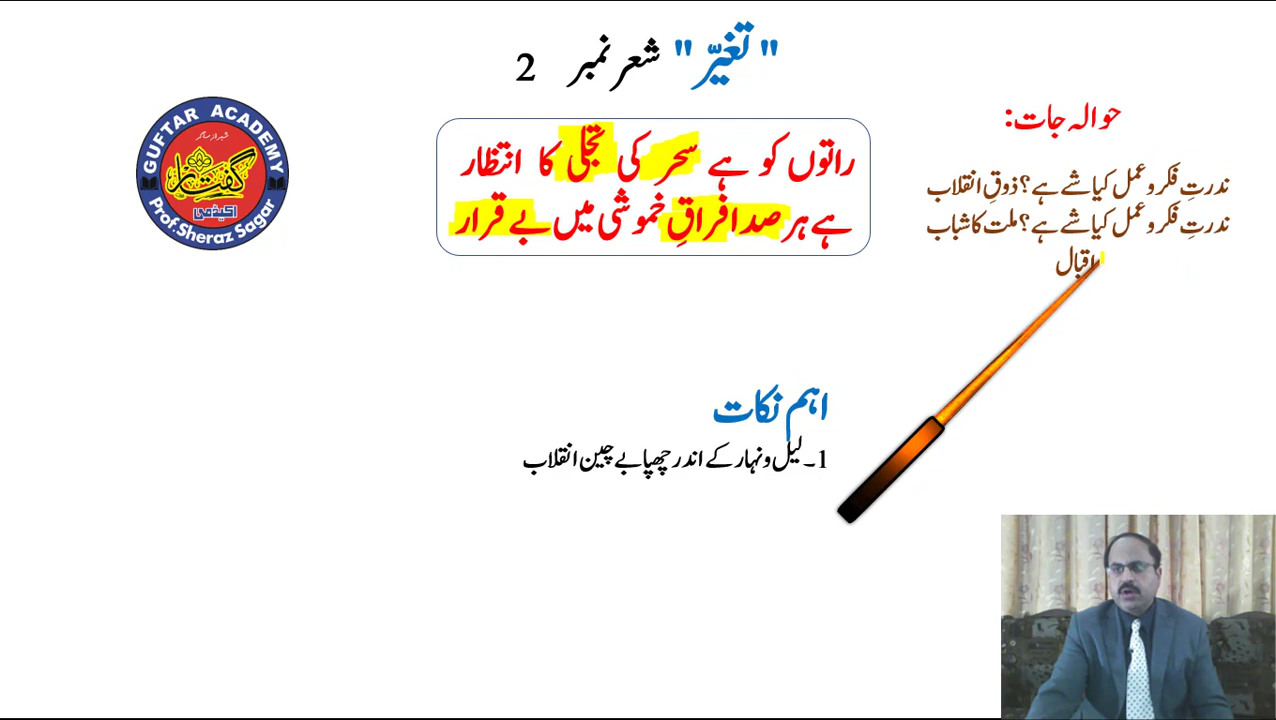 "تغیّر" شعر نمبر 2
GUFTAR ACADEMY
شیراز ساگر
گفتار
اکیڈمی
Prof.Sheraz Sagar
راتوں کو ہے سحر کی تجلی کا انتظار
ہے ہر صدا فراقِ خموشی میں بے قرار
حوالہ جات:
ندرتِ فکر و عمل کیا شے ہے؟ ذوقِ انقلاب
ندرتِ فکر و عمل کیا شے ہے؟ ملت کا شباب
اقبال
اہم نکات
1۔ لیل و نہار کے اندر چھپا بے چین انقلاب